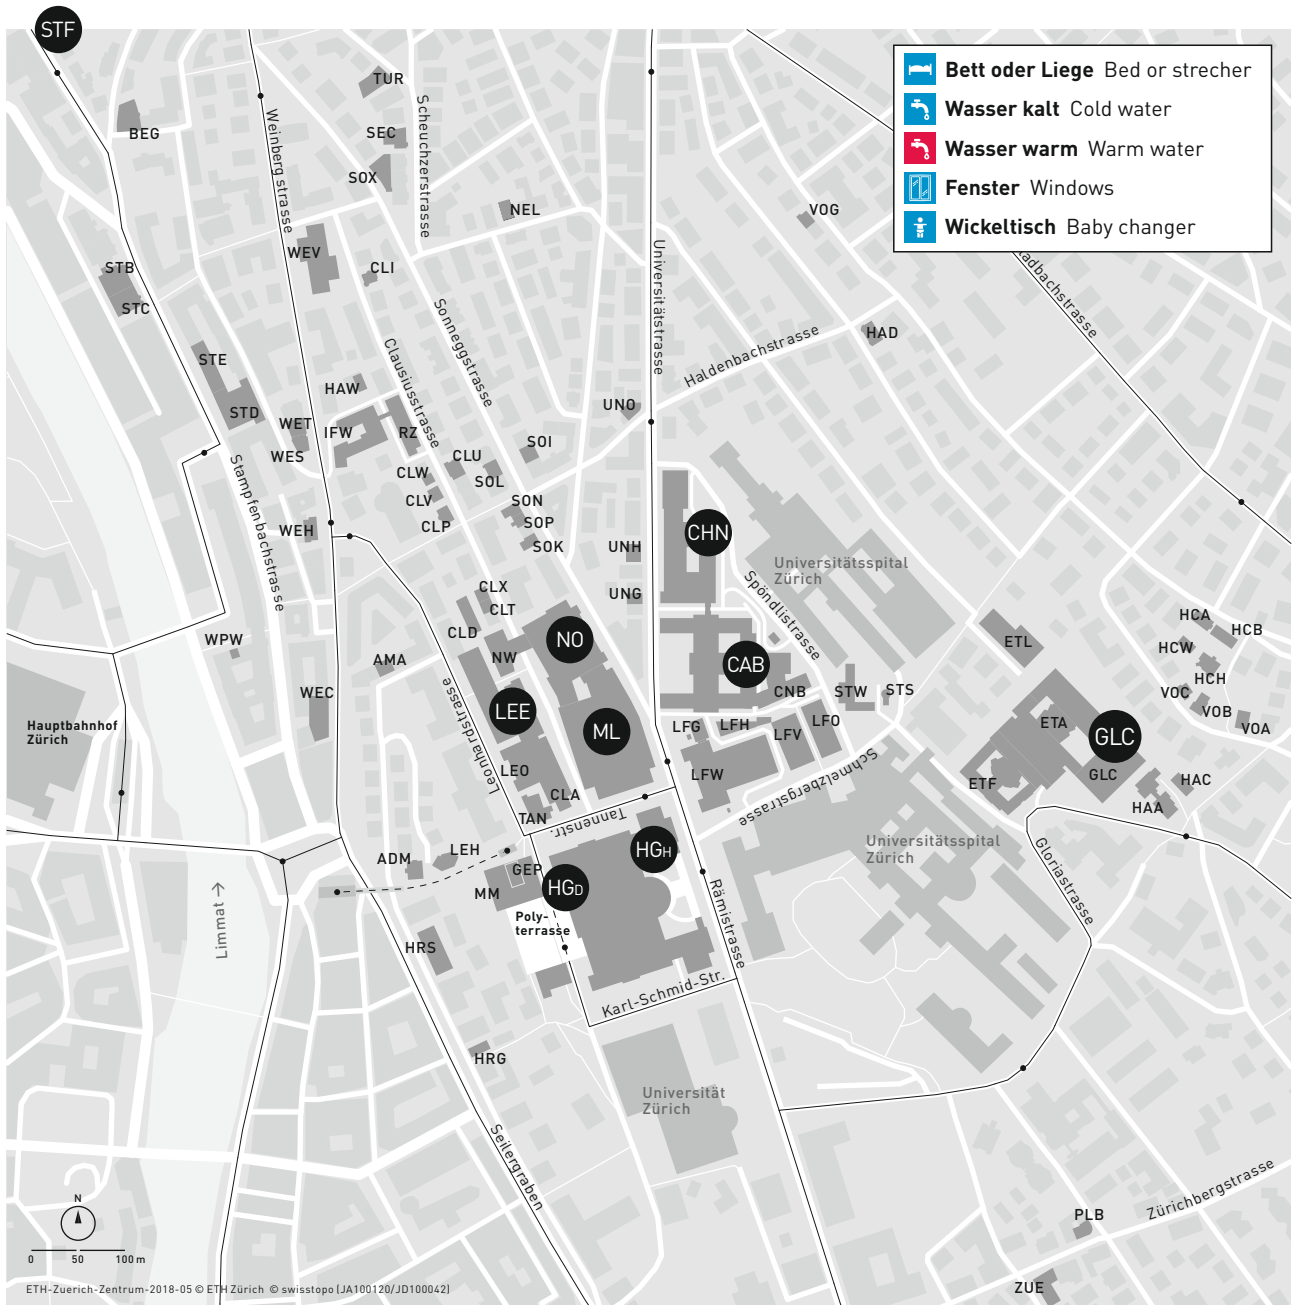 STF
Bett oder Liege Bed or strecher
Wasser kalt Cold water
Wasser warm Warm water
Fenster Windows
Wickeltisch Baby changer
TUR
BEG
SEC
SOX
Scheuchzerstrasse
Weinbergstrasse
NEL
VOG
WEV
CLI
STB
STC
Universitätstrasse
Sonneggstrasse
Haldenbachstrasse
HAD
STE
Clausiusstrasse
HAW
STD
WET
IFW
RZ
UNO
WES
CLU
SOI
CLW
SOL
CLV
SON
CLP
SOP
SOK
Stampfenbachstrasse
WEH
UNH
CHN
Universitätsspital
Zürich
Spöndlistrasse
CLX
UNG
CLT
CLD
NO
WPW
AMA
NW
CAB
ETL
HCA
HCB
HCW
HCH
WEC
Leonhardstrasse
CNB
STW
STS
VOC
VOB
VOA
Hauptbahnhof
Zürich
LEE
ML
LFG
LFH
LFV
LFO
ETA
GLC
LEO
LFW
GLC
ETF
HAC
HAA
CLA
TAN
Tannenstr.
Schmelzbergstrasse
Universitätsspital
Zürich
Gloriastrasse
ADM
LEH
GEP
HGH
MM
HGD
Poly-
terrasse
Limmat
HRS
Rämistrasse
Karl-Schmid-Str.
HRG
Universität
Zürich
Seilergraben
Zürichbergstrasse
PLB
ZUE
N
0 50 100 m
ETH-Zuerich-Zentrum-2018-05 © ETH Zürich © swisstopo (JA100120/JD100042)